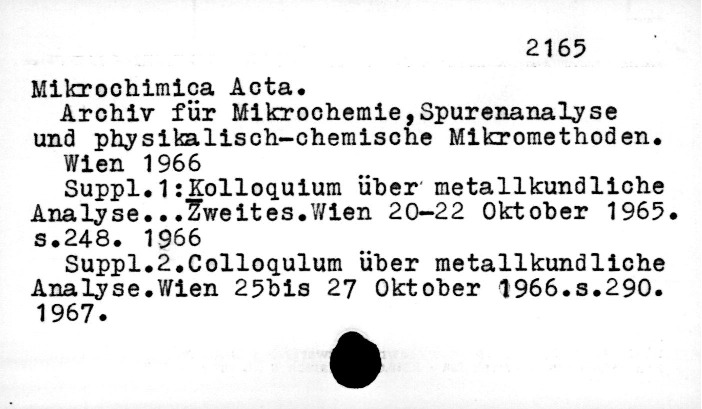 2165
Mikrochimica Acta.
Archiv für Mikrochemie,Spurenanalyse
und physikalisch-chemische Mikromethoden.
Wien 1966
Suppl.1:Kolloquium über metallkundliche
Analyse...Zweites.Wien 20-22 Oktober 1965.
s.248. 1966
Suppl.2.Colloqulum über metallkundliche
Analyse.Wien 25bis 27 Oktober 1966.s.290.
1967.